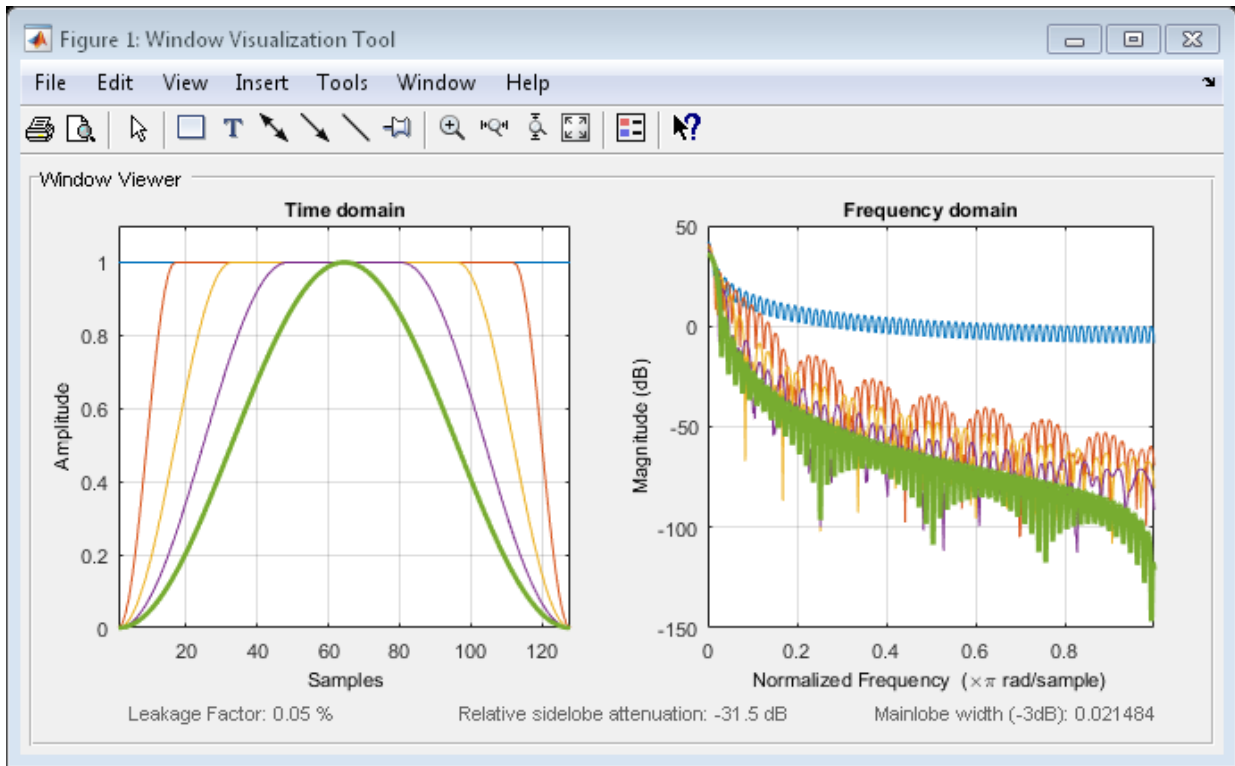 Figure 1: Window Visualization Tool
File Edit View Insert Tools Window Help
T
?
Window Viewer
Time domain
Amplitude
1
0.8
0.6
0.4
0.2
0
20 40 60 80 100 120
Samples
Frequency domain
Magnitude (dB)
50
0
-50
-100
-150
0 0.2 0.4 0.6 0.8
Normalized Frequency (×π rad/sample)
Leakage Factor: 0.05 % Relative sidelobe attenuation: -31.5 dB Mainlobe width (-3dB): 0.021484